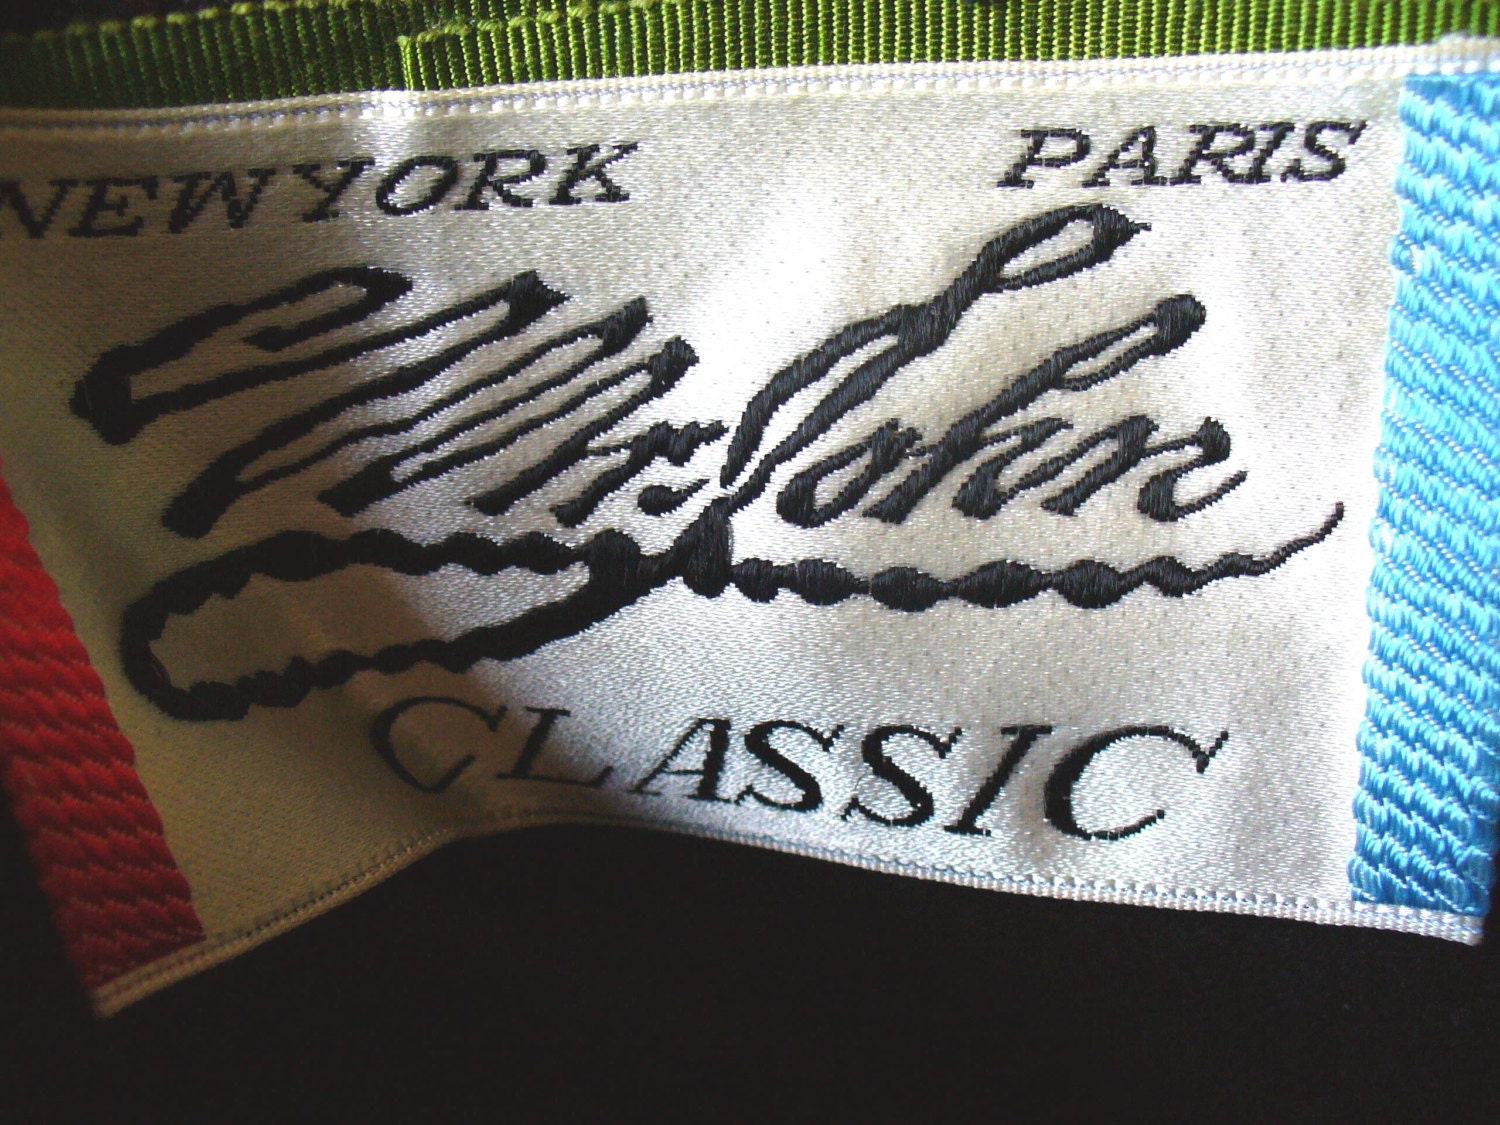 NEW YORK PARIS
Mr. John
CLASSIC